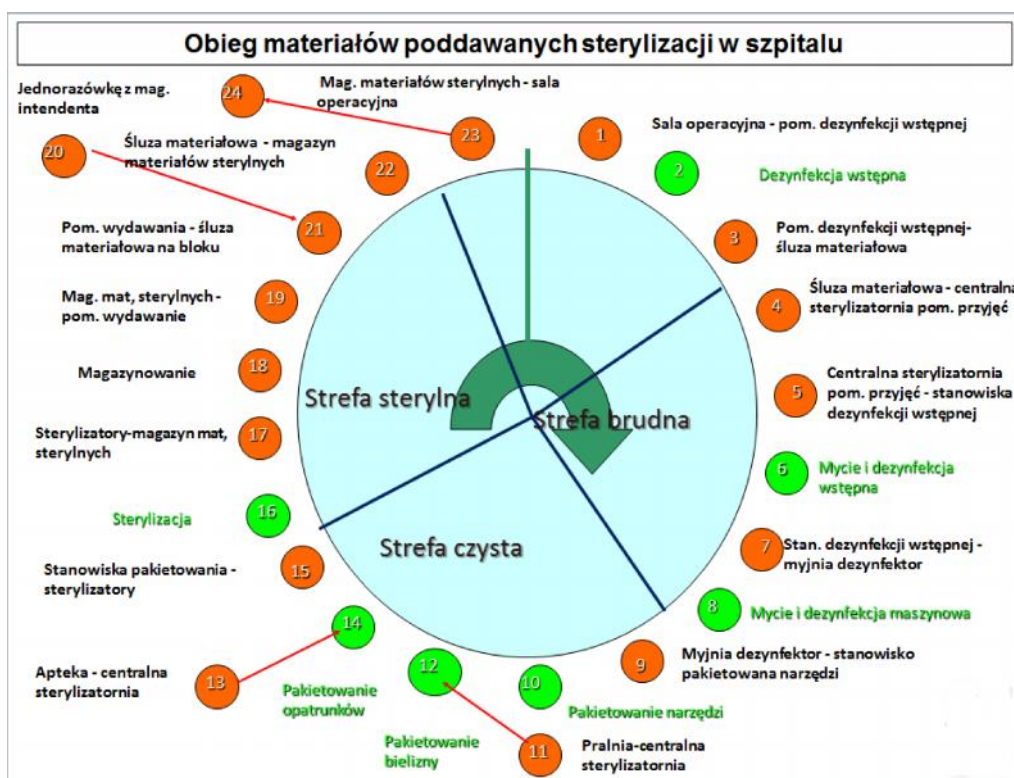 Obieg materiałów poddawanych sterylizacji w szpitalu
Jednorazówkę z mag.
intendenta
24
Mag. materiałów sterylnych - sala
operacyjna
23
1
Sala operacyjna - pom. dezynfekcji wstępnej
20
Śluza materiałowa - magazyn
materiałów sterylnych
22
2
Dezynfekcja wstępna
Pom. wydawania - śluza
materiałowa na bloku
21
3
Pom. dezynfekcji wstępnej-
śluza materiałowa
Mag. mat, sterylnych -
pom. wydawanie
19
4
Śluza materiałowa - centralna
sterylizatornia pom. przyjęć
Magazynowanie
18
5
Centralna sterylizatornia
pom. przyjęć - stanowiska
dezynfekcji wstępnej
Strefa sterylna
Strefa brudna
Sterylizatory-magazyn mat,
sterylnych
17
6
Mycie i dezynfekcja
wstępna
Sterylizacja
16
Strefa czysta
7
Stan. dezynfekcji wstępnej -
myjnia dezynfektor
Stanowiska pakietowania -
sterylizatory
15
8
Mycie i dezynfekcja maszynowa
14
9
Myjnia dezynfektor - stanowisko
pakietowana narzędzi
Apteka - centralna
sterylizatornia
13
Pakietowanie
opatrunków
12
10
Pakietowanie narzędzi
Pakietowanie
bielizny
11
Pralnia-centralna
sterylizatornia